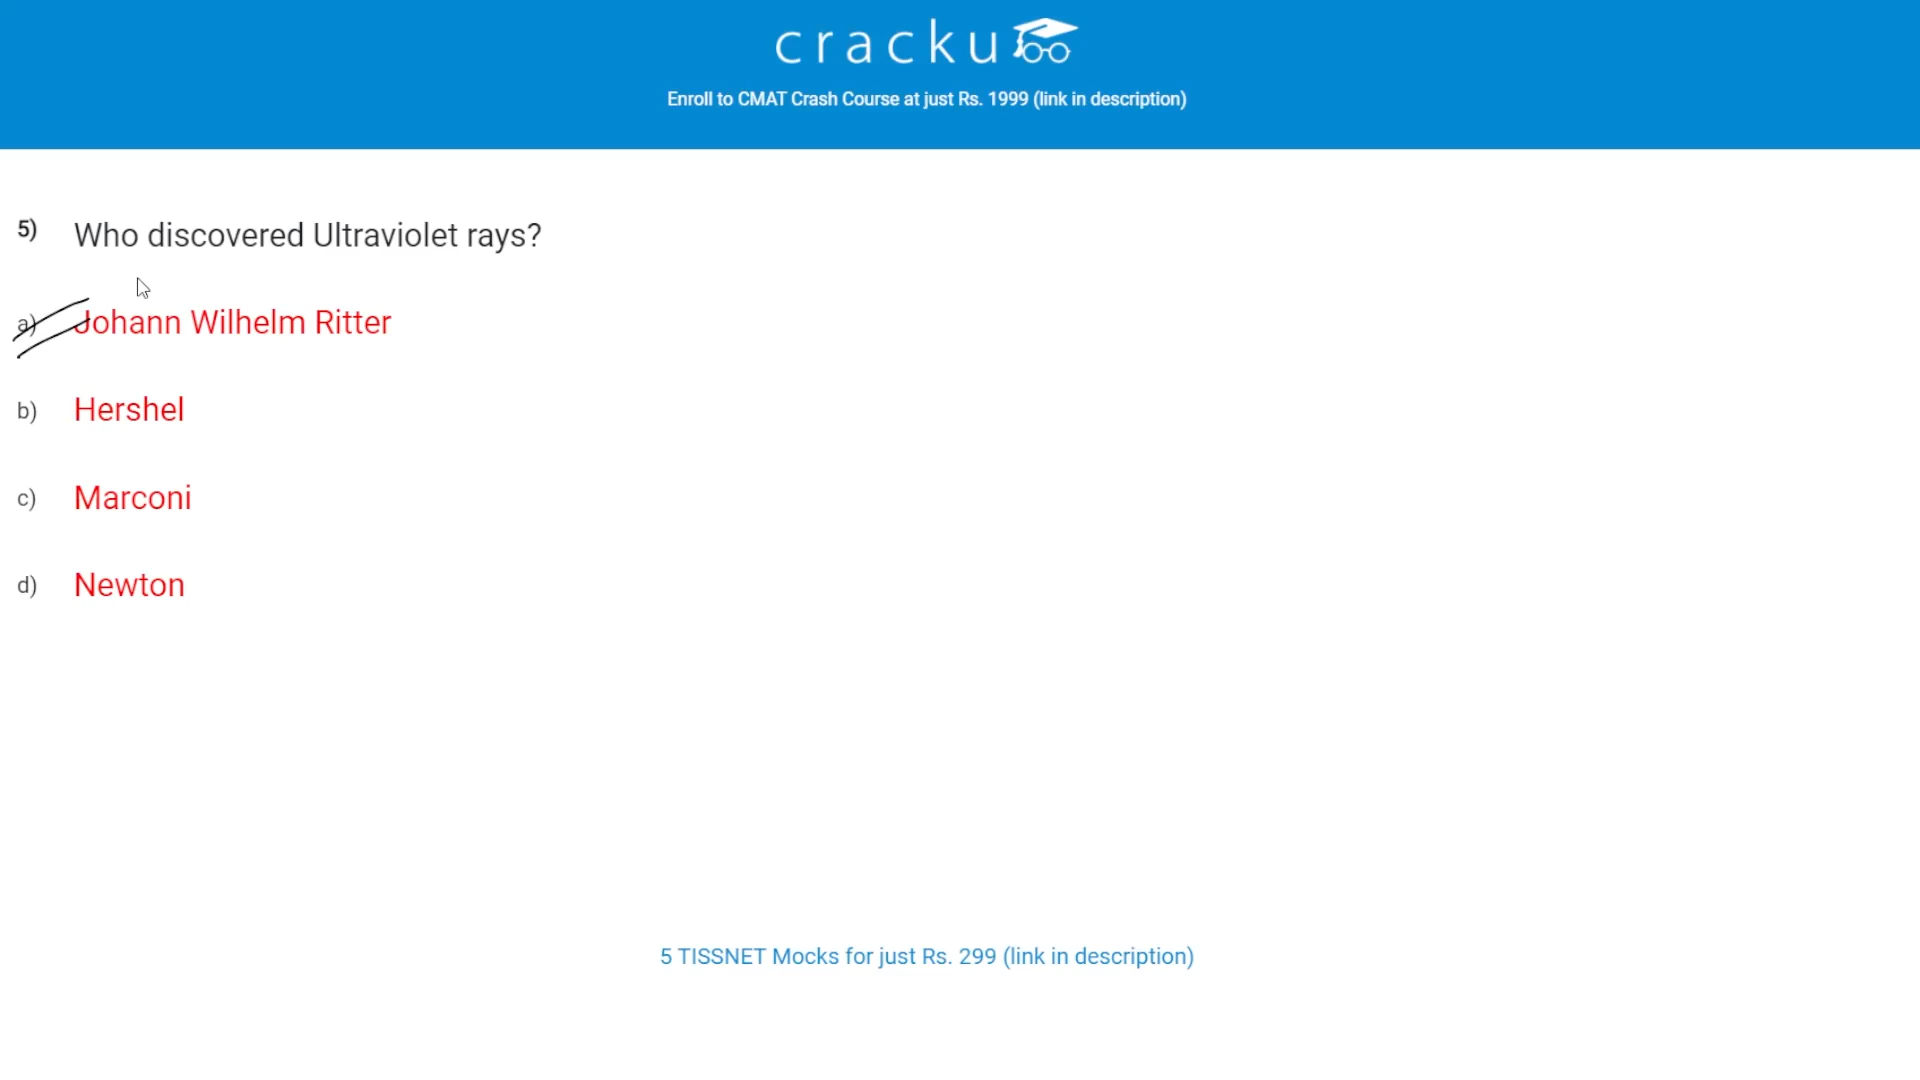 cracku
Enroll to CMAT Crash Course at just Rs. 1999 (link in description)
5) Who discovered Ultraviolet rays?
a) Johann Wilhelm Ritter
b) Hershel
c) Marconi
d) Newton
5 TISSNET Mocks for just Rs. 299 (link in description)